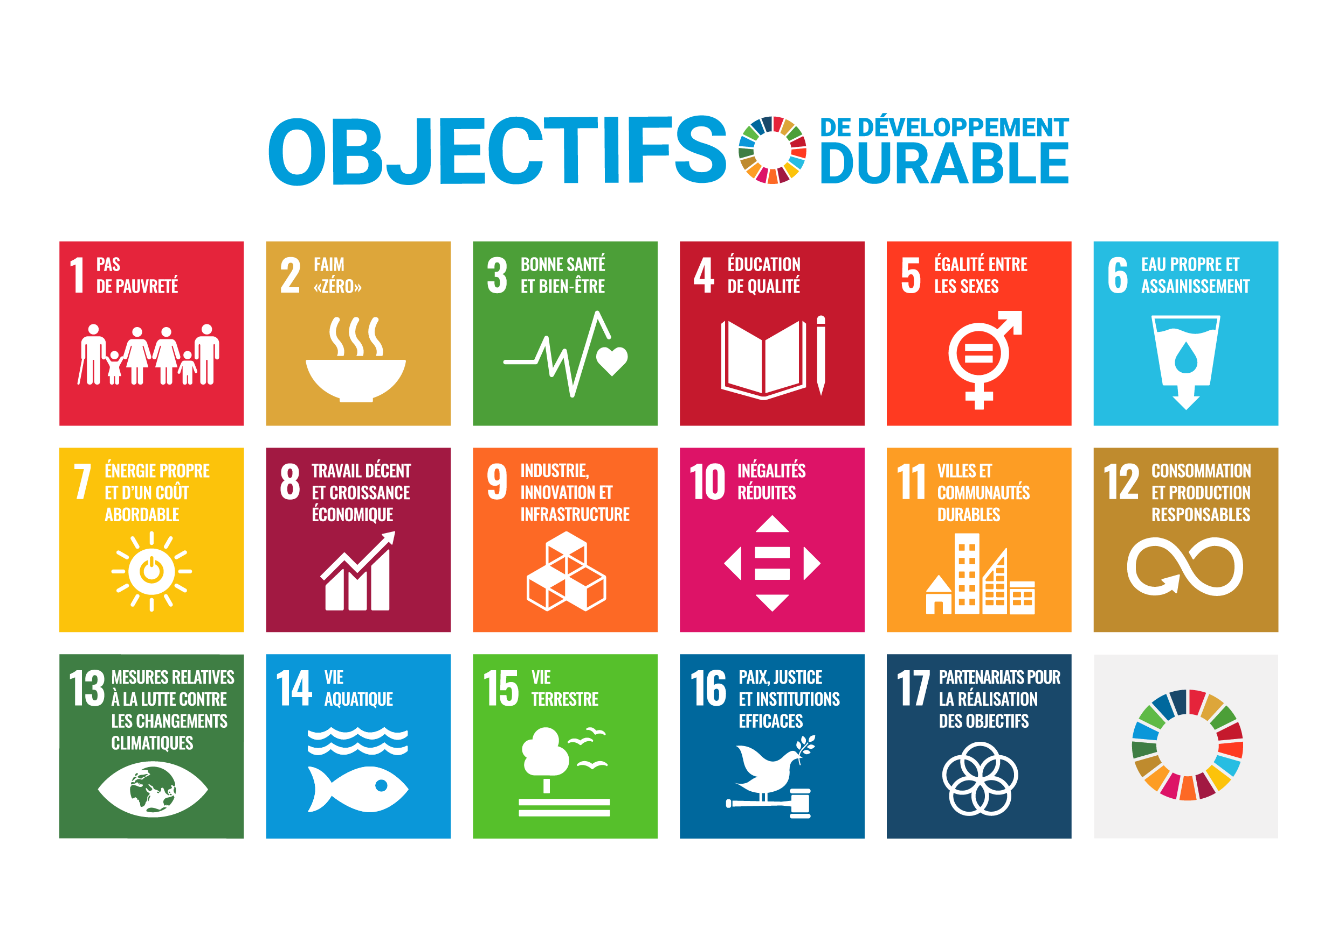 OBJECTIFS
DE DÉVELOPPEMENT
DURABLE
1 PAS
DE PAUVRETÉ
2 FAIM
«ZÉRO»
3 BONNE SANTÉ
ET BIEN-ÊTRE
4 ÉDUCATION
DE QUALITÉ
5 ÉGALITÉ ENTRE
LES SEXES
6 EAU PROPRE ET
ASSAINISSEMENT
7 ÉNERGIE PROPRE
ET D'UN COÛT
ABORDABLE
8 TRAVAIL DÉCENT
ET CROISSANCE
ÉCONOMIQUE
9 INDUSTRIE,
INNOVATION ET
INFRASTRUCTURE
10 INÉGALITÉS
RÉDUITES
11 VILLES ET
COMMUNAUTÉS
DURABLES
12 CONSOMMATION
ET PRODUCTION
RESPONSABLES
13 MESURES RELATIVES
À LA LUTTE CONTRE
LES CHANGEMENTS
CLIMATIQUES
14 VIE
AQUATIQUE
15 VIE
TERRESTRE
16 PAIX, JUSTICE
ET INSTITUTIONS
EFFICACES
17 PARTENARIATS POUR
LA RÉALISATION
DES OBJECTIFS